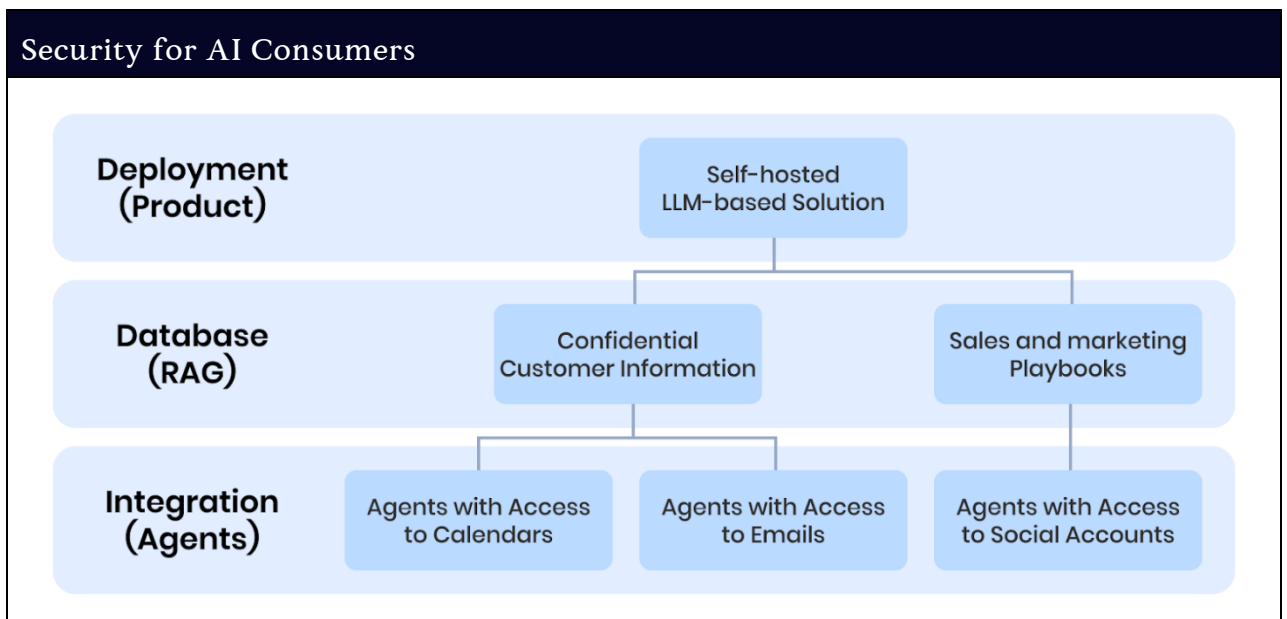 Security for AI Consumers
Deployment
(Product)
Self-hosted
LLM-based Solution
Database
(RAG)
Confidential
Customer Information
Sales and marketing
Playbooks
Integration
(Agents)
Agents with Access
to Calendars
Agents with Access
to Emails
Agents with Access
to Social Accounts